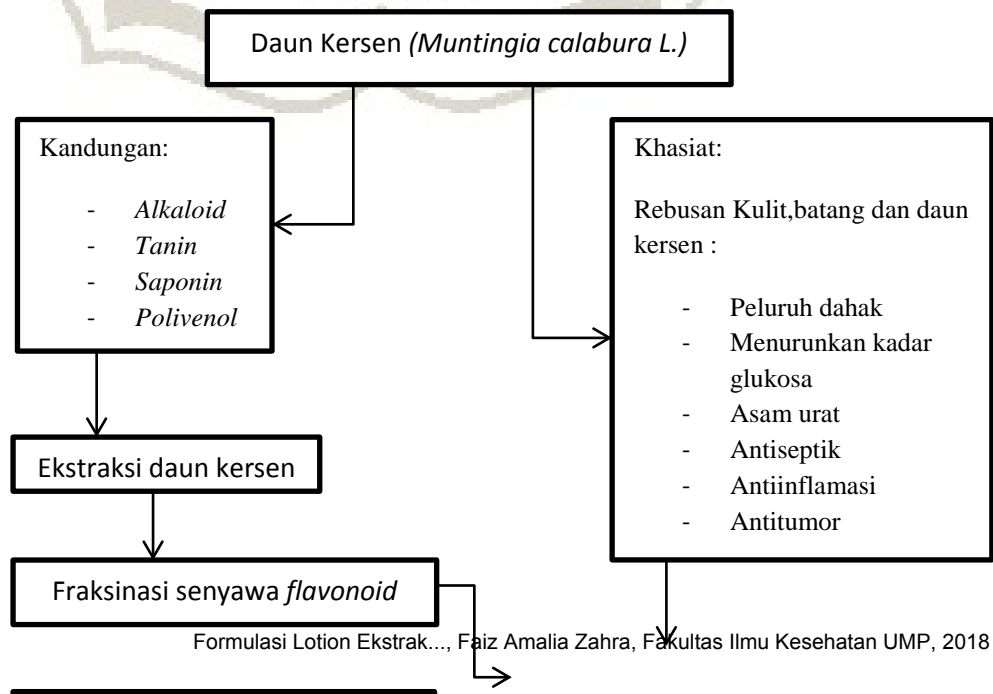 Daun Kersen (Muntingia calabura L.)
Kandungan:
- Alkaloid
- Tanin
- Saponin
- Polivenol
Khasiat:
Rebusan Kulit,batang dan daun
kersen :
- Peluruh dahak
- Menurunkan kadar
glukosa
- Asam urat
- Antiseptik
- Antiinflamasi
- Antitumor
Ekstraksi daun kersen
Fraksinasi senyawa flavonoid
Formulasi Lotion Ekstrak..., Faiz Amalia Zahra, Fakultas Ilmu Kesehatan UMP, 2018